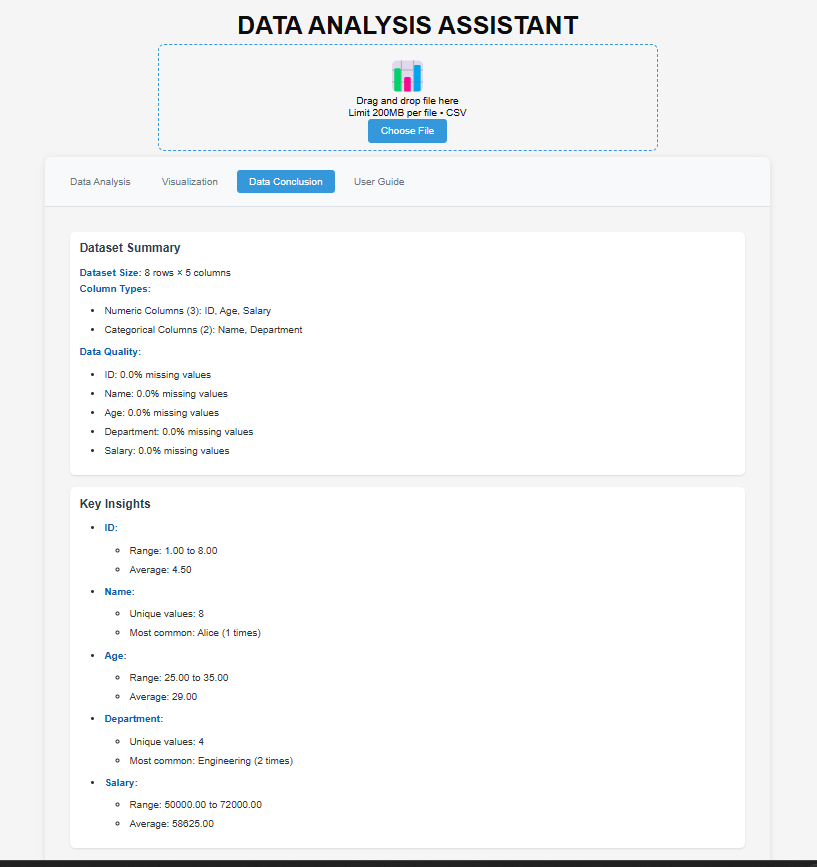 DATA ANALYSIS ASSISTANT
Drag and drop file here
Limit 200MB per file • CSV
Choose File
Data Analysis
Visualization
Data Conclusion
User Guide
Dataset Summary
Dataset Size: 8 rows × 5 columns
Column Types:
• Numeric Columns (3): ID, Age, Salary
• Categorical Columns (2): Name, Department
Data Quality:
• ID: 0.0% missing values
• Name: 0.0% missing values
• Age: 0.0% missing values
• Department: 0.0% missing values
• Salary: 0.0% missing values
Key Insights
• ID:
◦ Range: 1.00 to 8.00
◦ Average: 4.50
• Name:
◦ Unique values: 8
◦ Most common: Alice (1 times)
• Age:
◦ Range: 25.00 to 35.00
◦ Average: 29.00
• Department:
◦ Unique values: 4
◦ Most common: Engineering (2 times)
• Salary:
◦ Range: 50000.00 to 72000.00
◦ Average: 58625.00